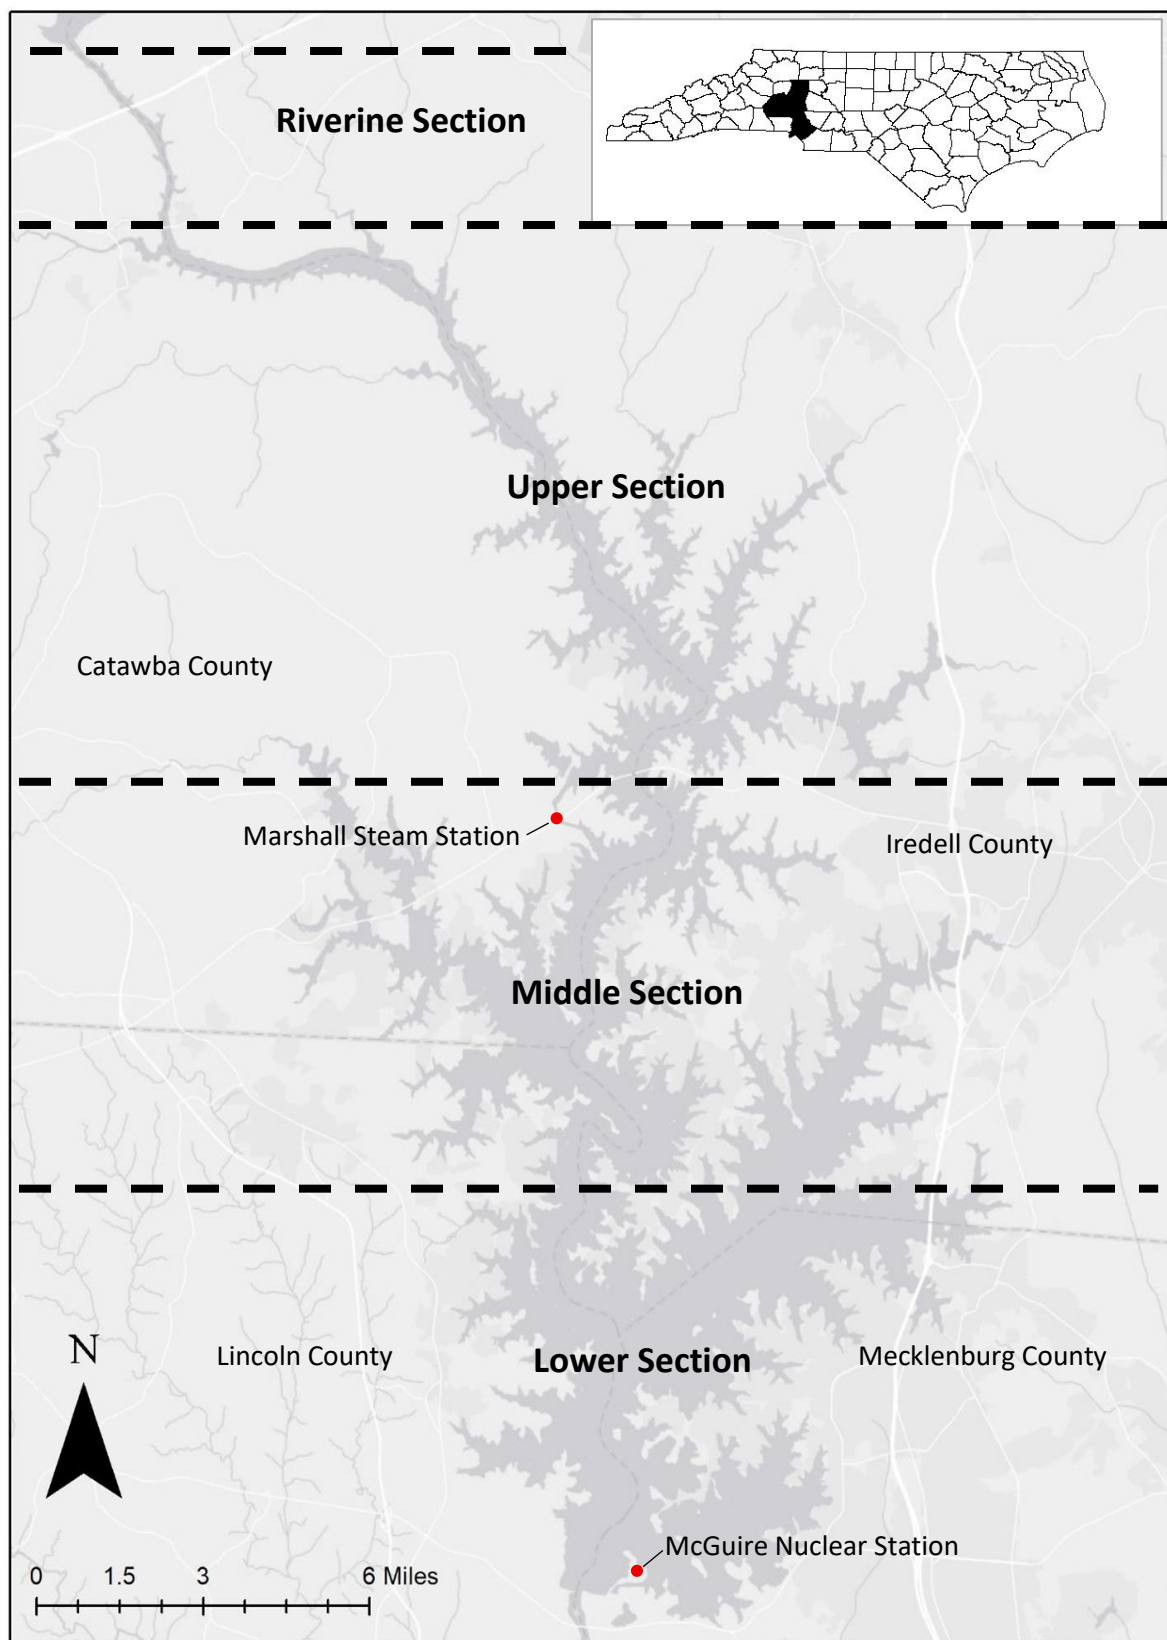 Riverine Section
Upper Section
Catawba County
Marshall Steam Station
Iredell County
Middle Section
N
Lincoln County
Lower Section
Mecklenburg County
McGuire Nuclear Station
0 1.5 3 6 Miles